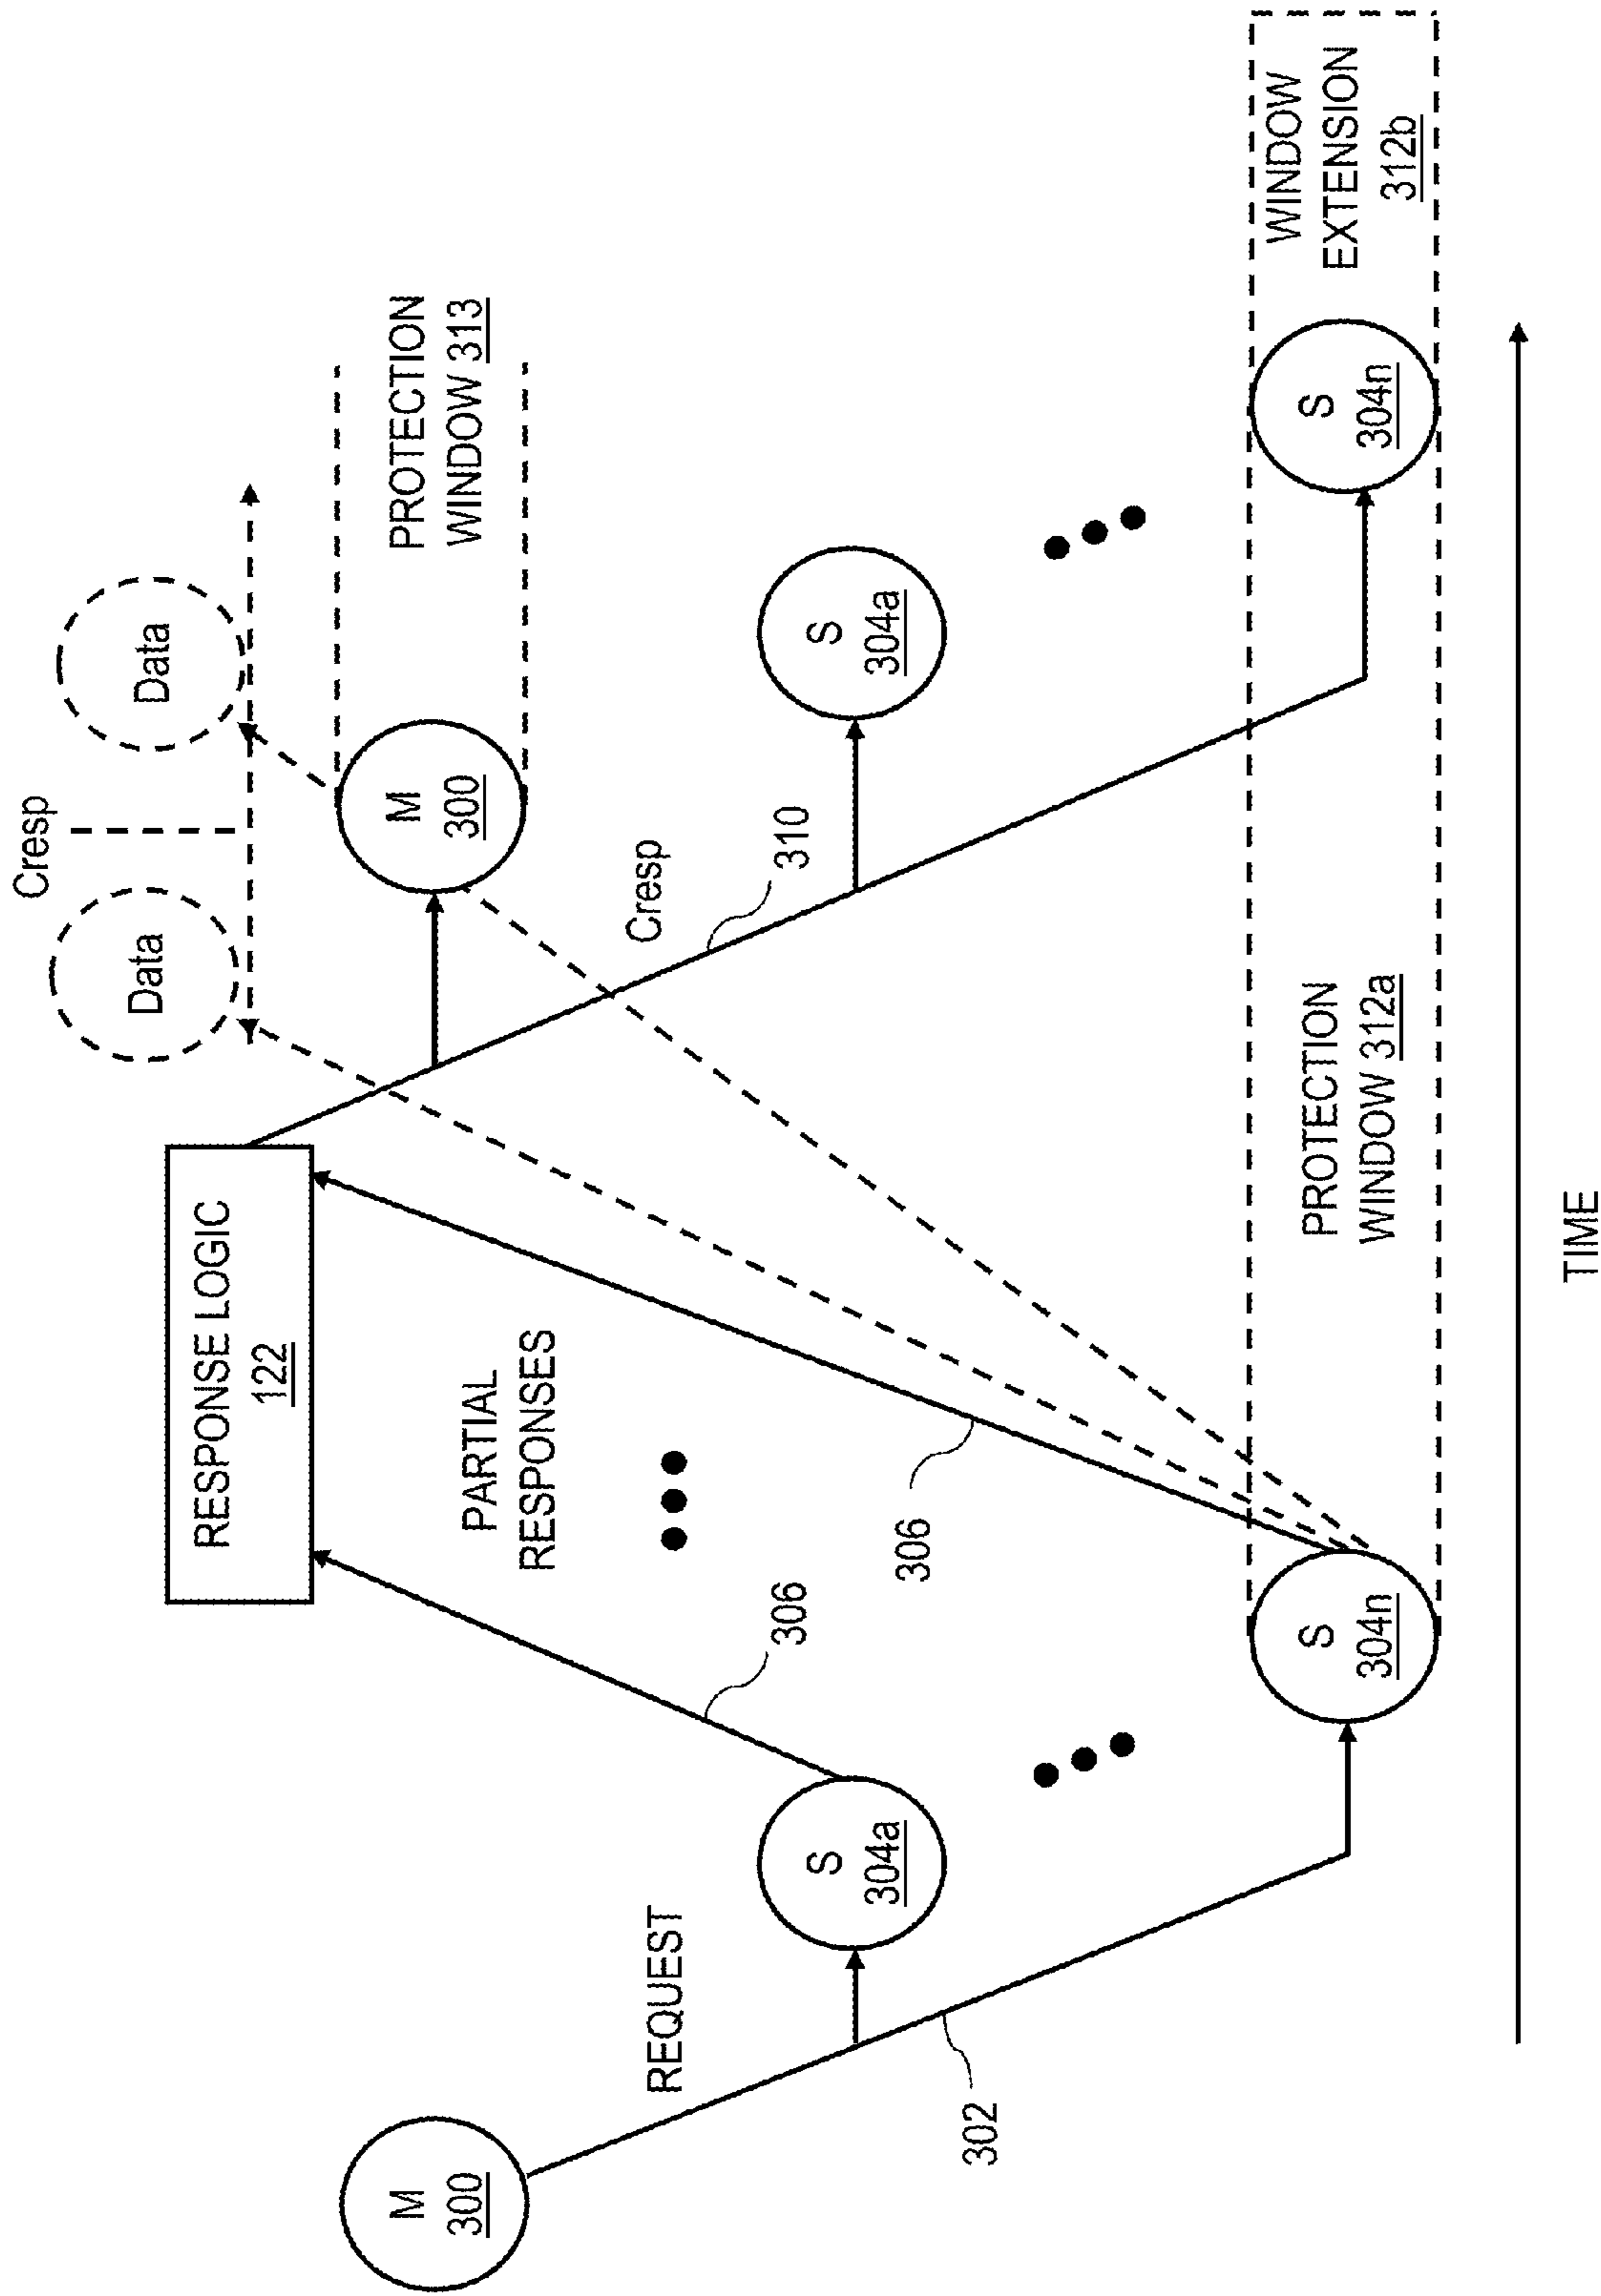 M
300
REQUEST
302
S
304a
306
S
304n
306
PARTIAL
RESPONSES
RESPONSE LOGIC
122
Cresp
Data
Data
M
300
PROTECTION
WINDOW 313
Cresp
310
S
304a
S
304n
PROTECTION
WINDOW 312a
WINDOW
EXTENSION
312b
TIME